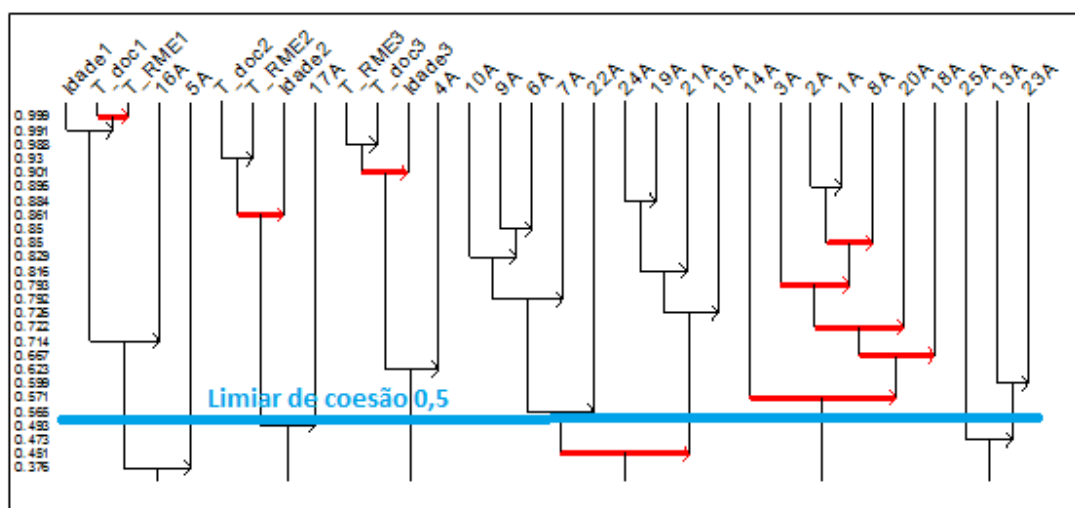 Idade1
T_doc1
T_RME1
16A
5A
T_doc2
T_RME2
Idade2
17A
T_RME3
T_doc3
Idade3
4A
10A
9A
6A
7A
22A
24A
19A
21A
15A
14A
3A
2A
1A
8A
20A
18A
25A
13A
23A
0.999
0.991
0.988
0.93
0.901
0.895
0.884
0.861
0.85
0.85
0.829
0.816
0.793
0.792
0.726
0.722
0.714
0.667
0.623
0.599
0.571
0.565
0.493
0.473
0.451
0.376
Limiar de coesão 0,5